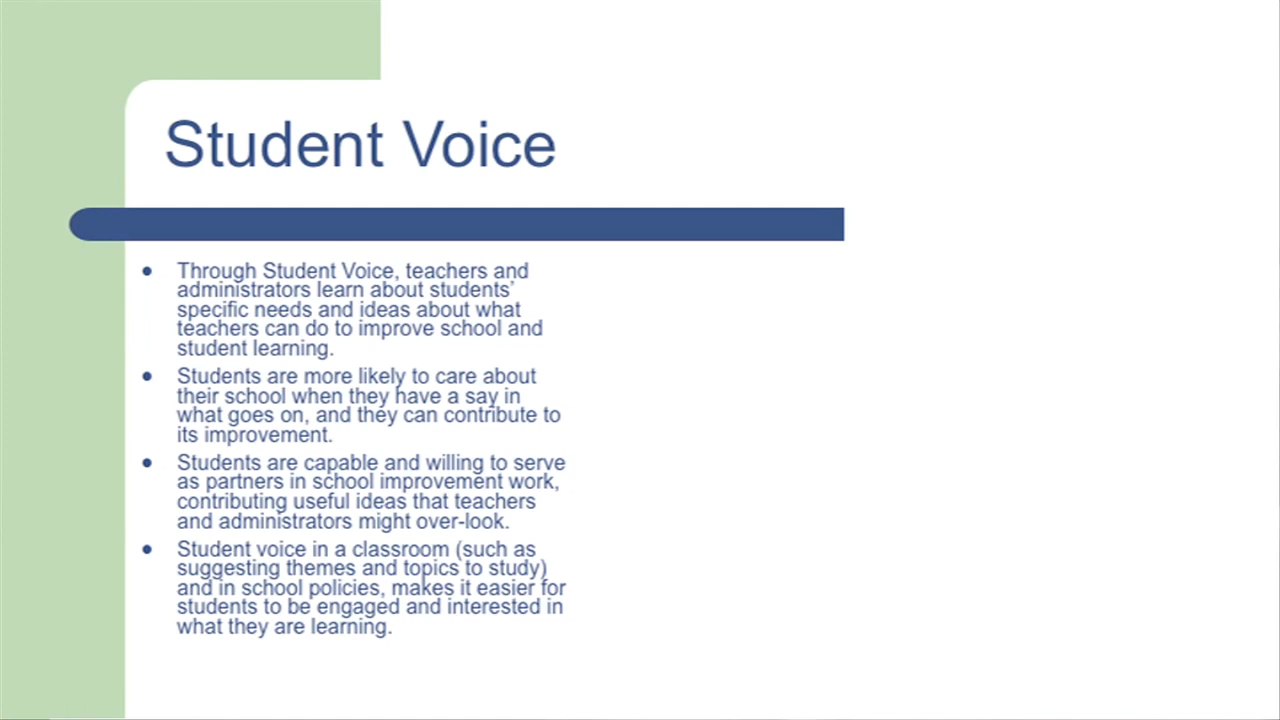 Student Voice
• Through Student Voice, teachers and
administrators learn about students’
specific needs and ideas about what
teachers can do to improve school and
student learning.
• Students are more likely to care about
their school when they have a say in
what goes on, and they can contribute to
its improvement.
• Students are capable and willing to serve
as partners in school improvement work,
contributing useful ideas that teachers
and administrators might over-look.
• Student voice in a classroom (such as
suggesting themes and topics to study)
and in school policies, makes it easier for
students to be engaged and interested in
what they are learning.